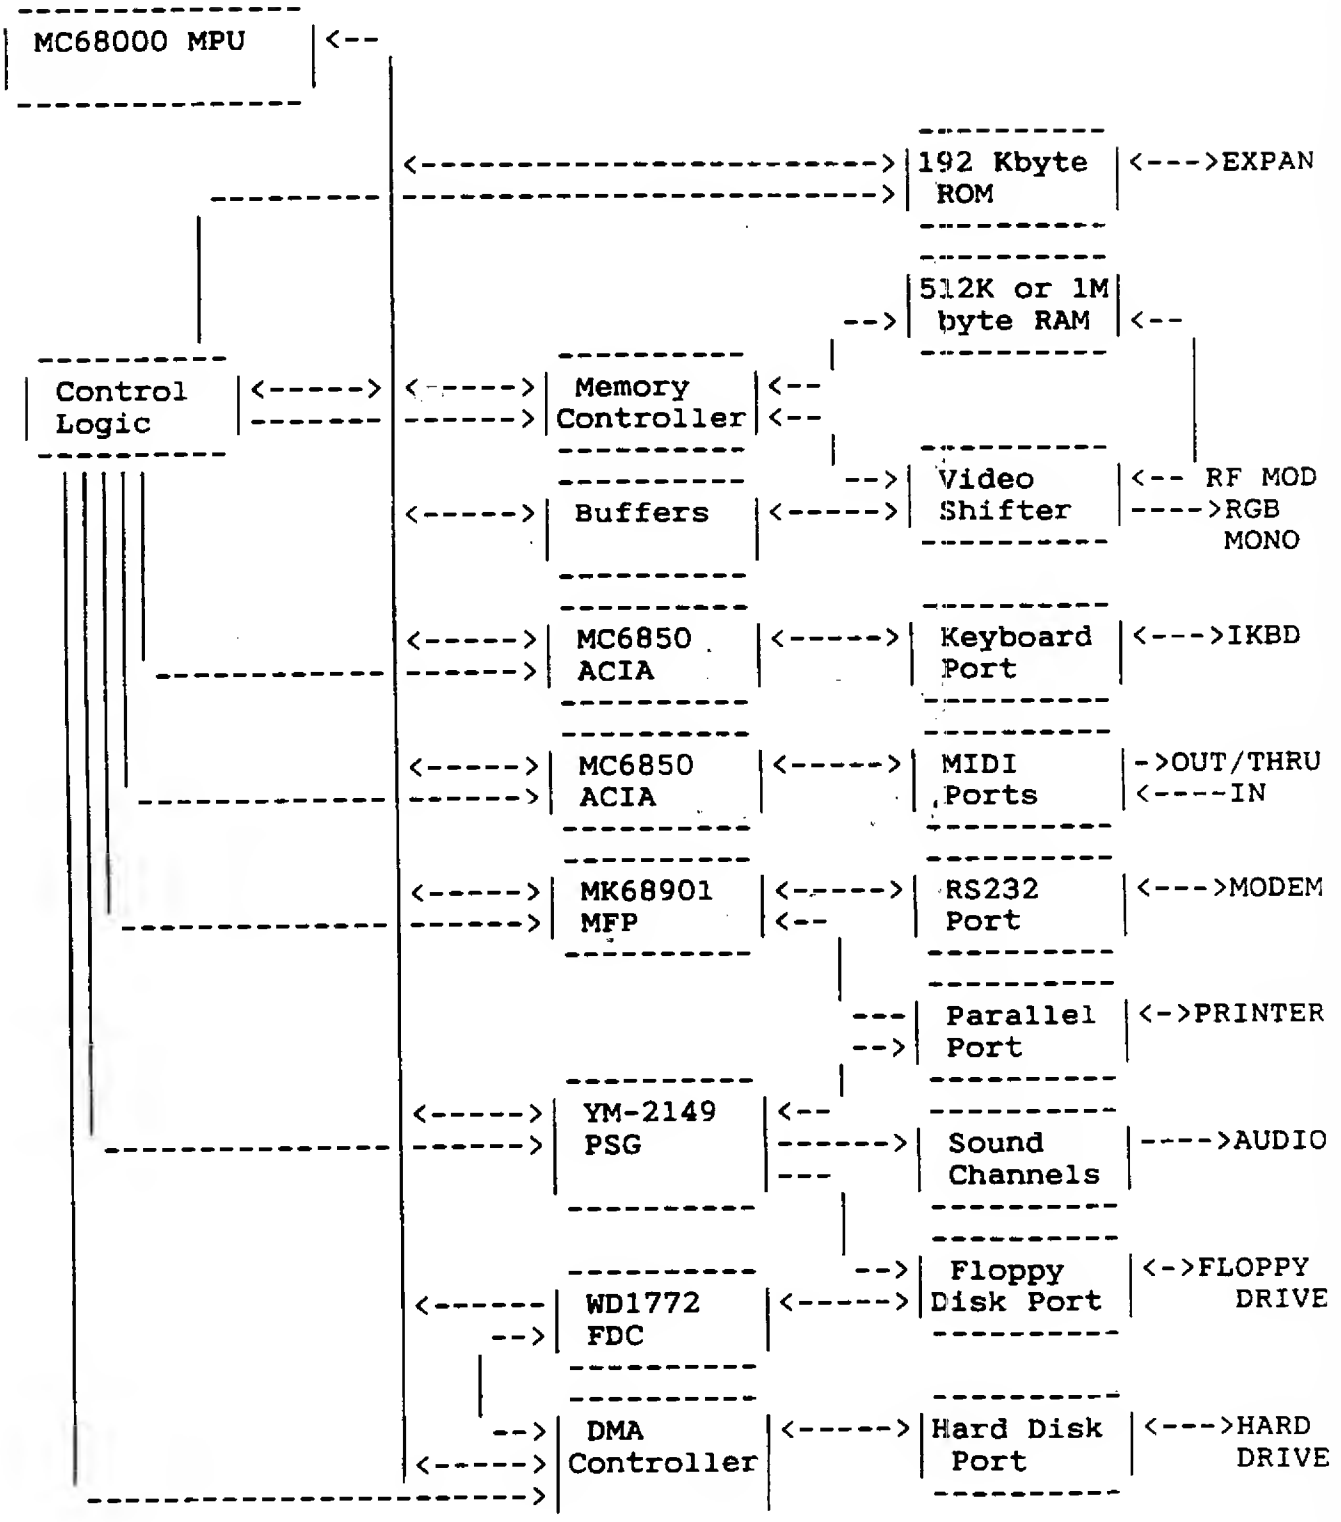 MC68000 MPU
192 Kbyte
ROM
EXPAN
512K or 1M
byte RAM
Control
Logic
Memory
Controller
Buffers
Video
Shifter
RF MOD
RGB
MONO
MC6850
ACIA
Keyboard
Port
IKBD
MC6850
ACIA
MIDI
Ports
OUT/THRU
IN
MK68901
MFP
RS232
Port
MODEM
Parallel
Port
PRINTER
YM-2149
PSG
Sound
Channels
AUDIO
Floppy
Disk Port
FLOPPY
DRIVE
WD1772
FDC
DMA
Controller
Hard Disk
Port
HARD
DRIVE